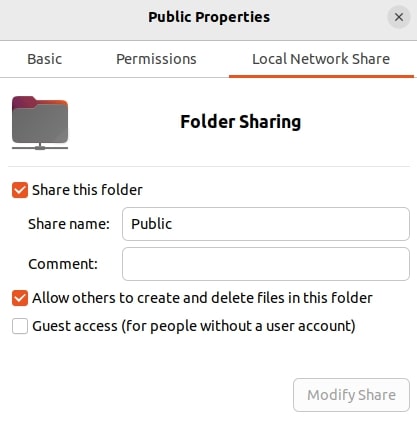 Public Properties
Basic Permissions Local Network Share
Folder Sharing
Share this folder
Share name: Public
Comment:
Allow others to create and delete files in this folder
Guest access (for people without a user account)
Modify Share